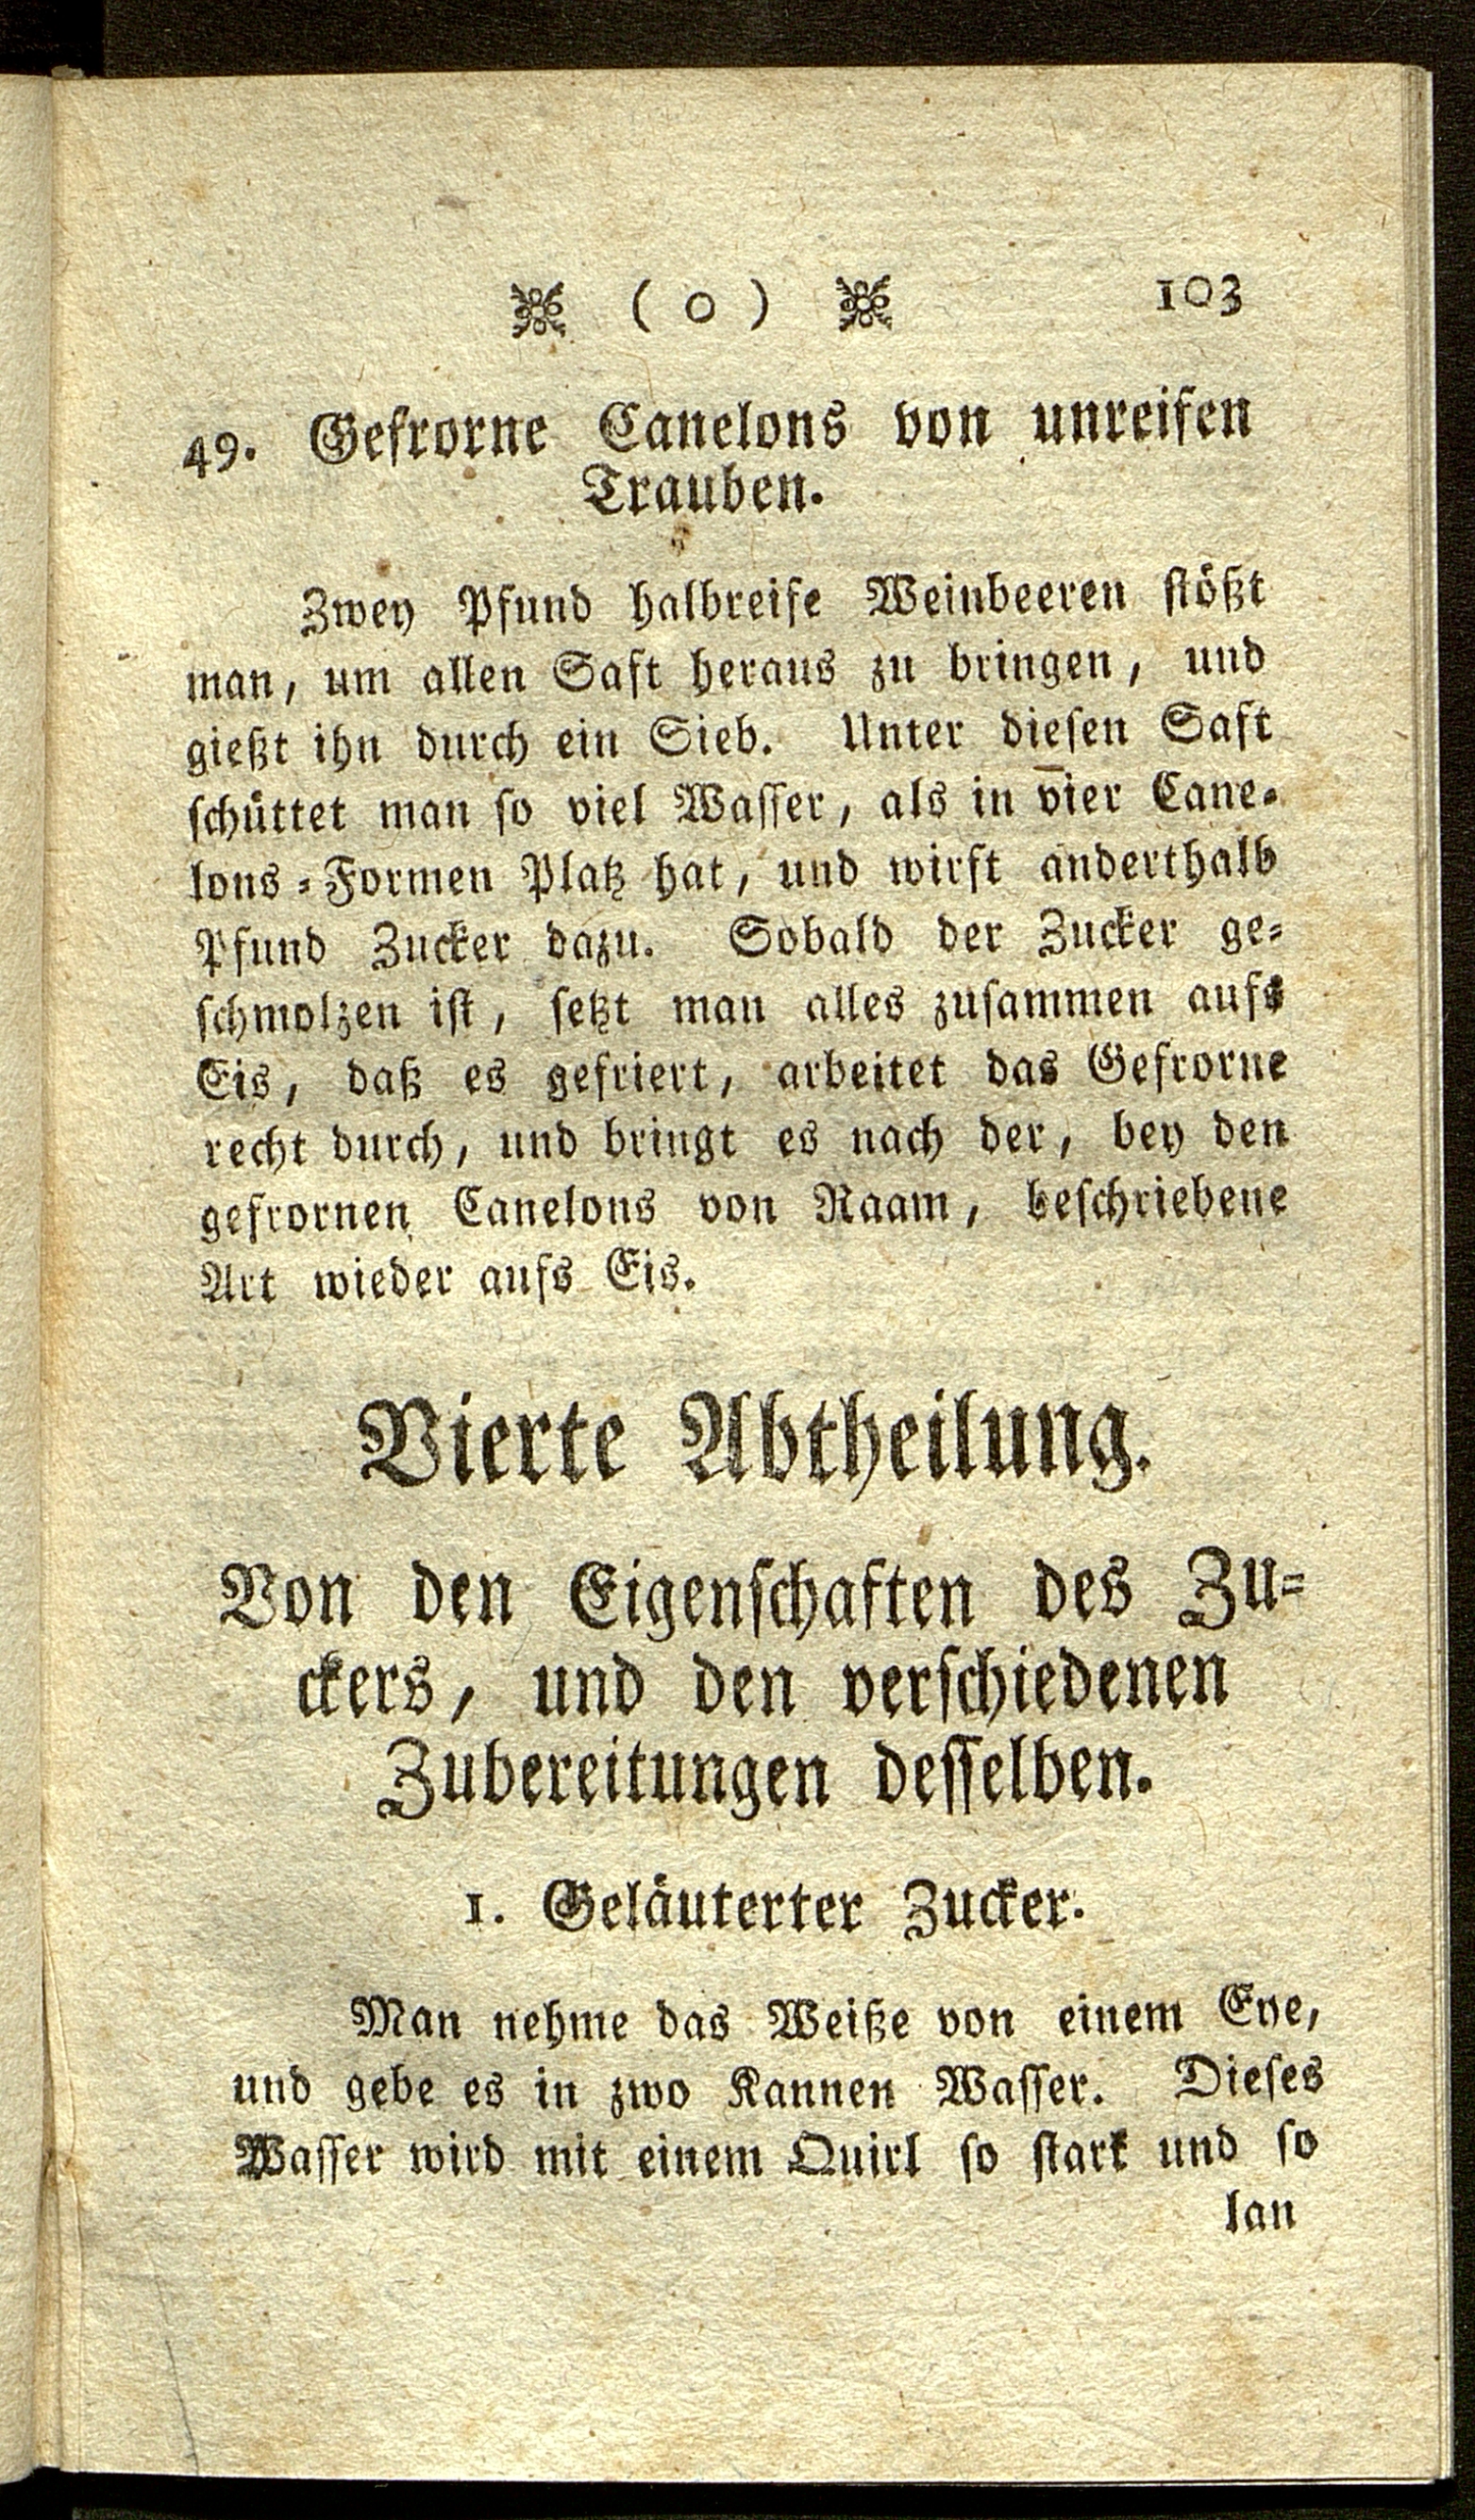 ( o ) 103
49. Gefrorne Canelons von unreifen
Trauben.
Zwey Pfund halbreife Weinbeeren ſtößt
man, um allen Saft heraus zu bringen, und
gießt ihn durch ein Sieb. Unter dieſen Saft
ſchüttet man ſo viel Waſſer, als in vier Cane-
lons-Formen Platz hat, und wirft anderthalb
Pfund Zucker dazu. Sobald der Zucker ge-
ſchmolzen iſt, ſetzt man alles zuſammen aufs
Eis, daß es gefriert, arbeitet das Gefrorne
recht durch, und bringt es nach der, bey den
gefrornen Canelons von Raam, beſchriebene
Art wieder aufs Eis.
Vierte Abtheilung.
Von den Eigenſchaften des Zu-
ckers, und den verſchiedenen
Zubereitungen deſſelben.
1. Geläuterter Zucker.
Man nehme das Weiße von einem Eye,
und gebe es in zwo Kannen Waſſer. Dieſes
Waſſer wird mit einem Quirl ſo ſtark und ſo
lan